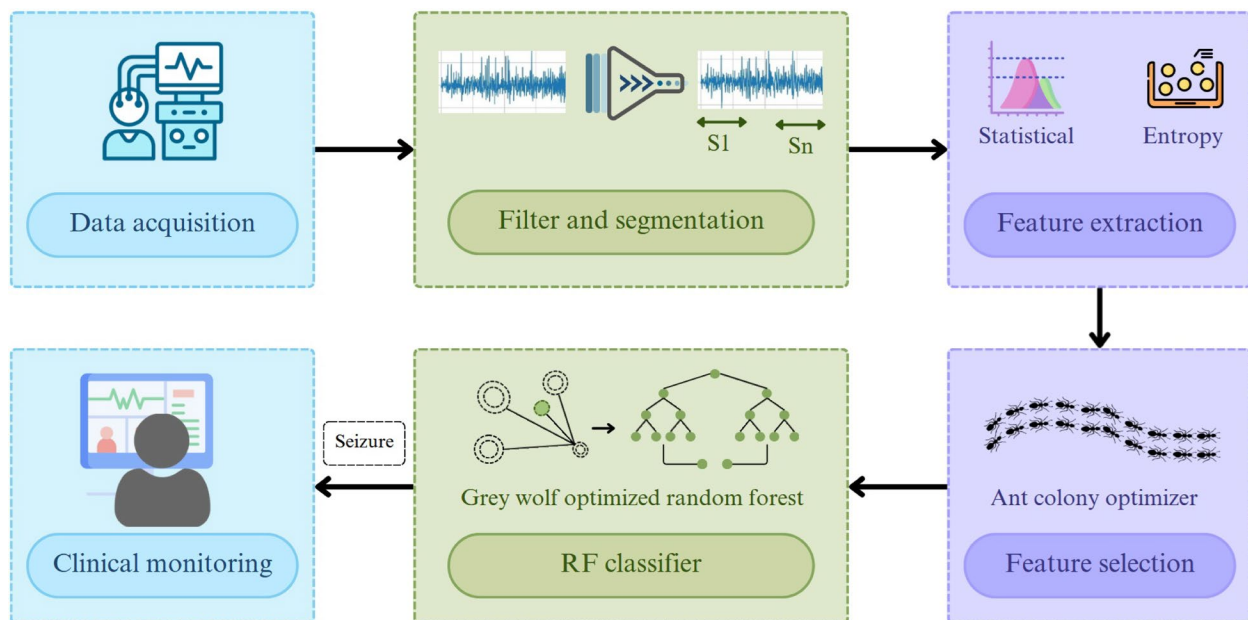 S1
Sn
Statistical
Entropy
Data acquisition
Filter and segmentation
Feature extraction
Seizure
Grey wolf optimized random forest
Ant colony optimizer
Clinical monitoring
RF classifier
Feature selection